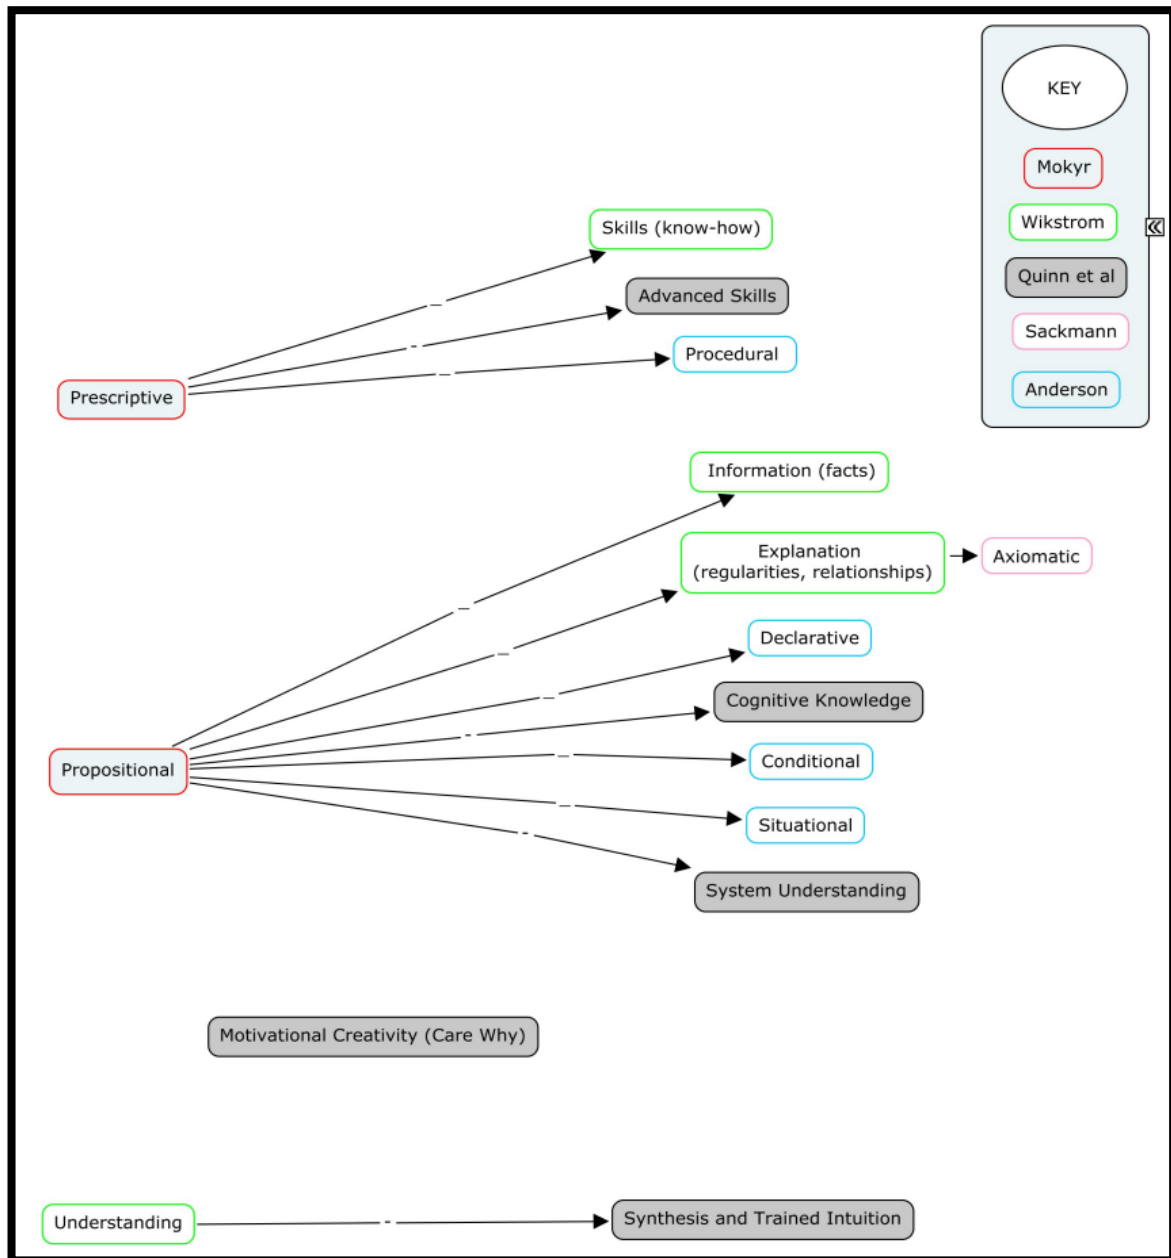 KEY
Mokyr
Wikstrom
Quinn et al
Sackmann
Anderson
Skills (know-how)
Advanced Skills
Procedural
Prescriptive
Information (facts)
Explanation
(regularities, relationships)
Axiomatic
Declarative
Cognitive Knowledge
Propositional
Conditional
Situational
System Understanding
Motivational Creativity (Care Why)
Understanding
Synthesis and Trained Intuition